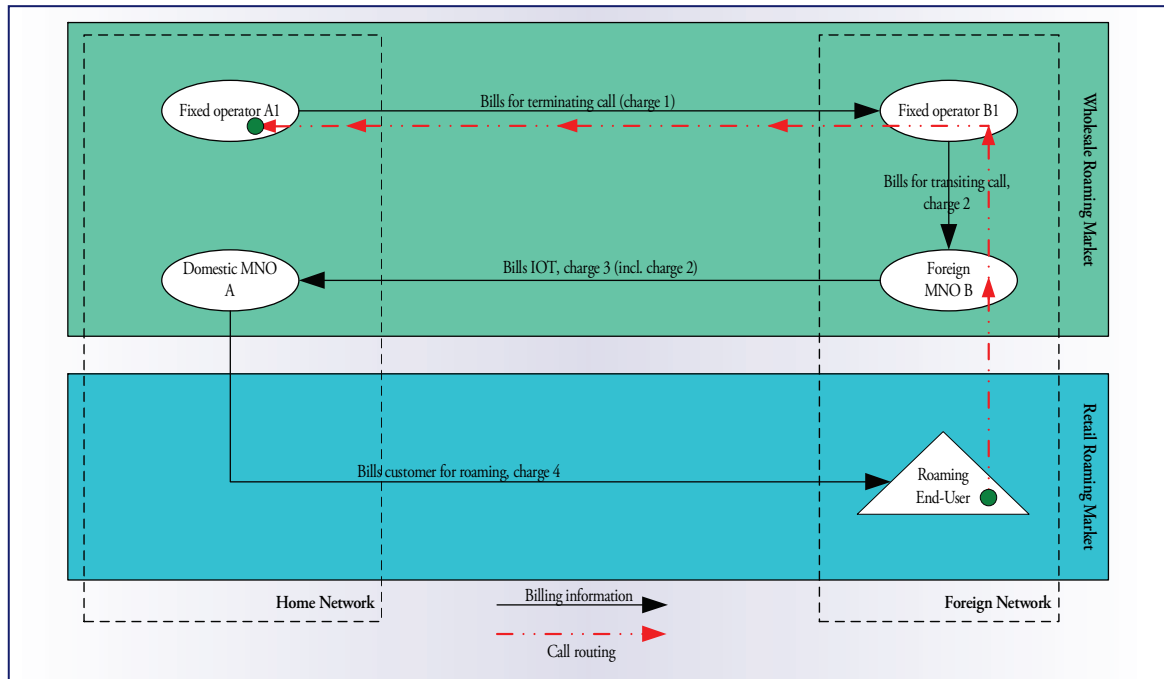 Fixed operator A1
Bills for terminating call (charge 1)
Fixed operator B1
Wholesale Roaming Market
Bills for transiting call,
charge 2
Domestic MNO
A
Bills IOT, charge 3 (incl. charge 2)
Foreign
MNO B
Retail Roaming Market
Bills customer for roaming, charge 4
Roaming
End-User
Home Network
Billing information
Foreign Network
Call routing